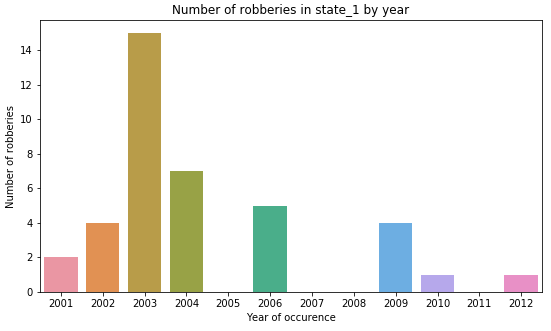 Number of robberies in state_1 by year
Number of robberies
14
12
10
8
6
4
2
0
2001 2002 2003 2004 2005 2006 2007 2008 2009 2010 2011 2012
Year of occurence